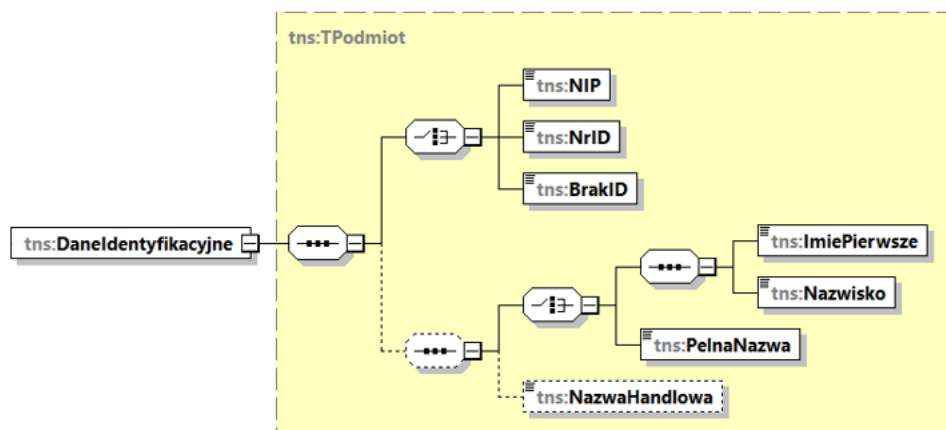 tns:TPodmiot
tns:NIP
tns:NrID
tns:BrakID
tns:DaneIdentyfikacyjne
tns:ImiePierwsze
tns:Nazwisko
tns:PelnaNazwa
tns:NazwaHandlowa